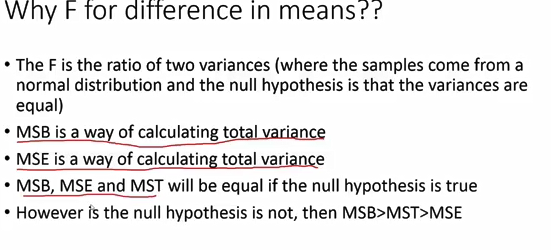 Why F for difference in means??
• The F is the ratio of two variances (where the samples come from a
normal distribution and the null hypothesis is that the variances are
equal)
• MSB is a way of calculating total variance
• MSE is a way of calculating total variance
• MSB, MSE and MST will be equal if the null hypothesis is true
• However is the null hypothesis is not, then MSB>MST>MSE